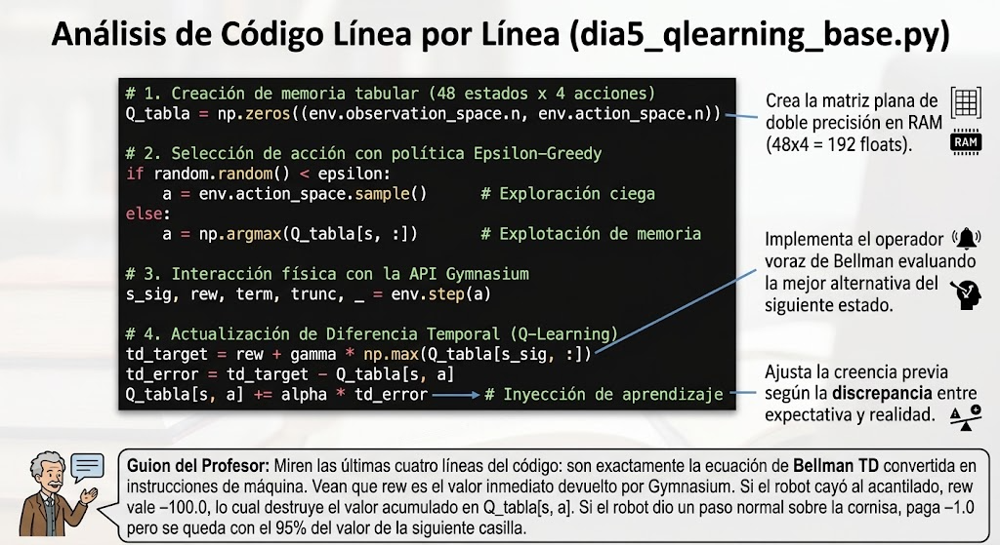 Análisis de Código Línea por Línea (dia5_qlearning_base.py)
# 1. Creación de memoria tabular (48 estados x 4 acciones)
Q_tabla = np.zeros((env.observation_space.n, env.action_space.n))
# 2. Selección de acción con política Epsilon-Greedy
if random.random() < epsilon:
    a = env.action_space.sample()      # Exploración ciega
else:
    a = np.argmax(Q_tabla[s, :])       # Explotación de memoria
# 3. Interacción física con la API Gymnasium
s_sig, rew, term, trunc, _ = env.step(a)
# 4. Actualización de Diferencia Temporal (Q-Learning)
td_target = rew + gamma * np.max(Q_tabla[s_sig, :])
td_error = td_target - Q_tabla[s, a]
Q_tabla[s, a] += alpha * td_error # Inyección de aprendizaje
Crea la matriz plana de
doble precisión en RAM
(48x4 = 192 floats).
RAM
Implementa el operador
voraz de Bellman evaluando
la mejor alternativa del
siguiente estado.
Ajusta la creencia previa
según la discrepancia entre
expectativa y realidad.
Guion del Profesor: Miren las últimas cuatro líneas del código: son exactamente la ecuación de Bellman TD convertida en
instrucciones de máquina. Vean que rew es el valor inmediato devuelto por Gymnasium. Si el robot cayó al acantilado, rew
vale −100.0, lo cual destruye el valor acumulado en Q_tabla[s, a]. Si el robot dio un paso normal sobre la cornisa, paga −1.0
pero se queda con el 95% del valor de la siguiente casilla.